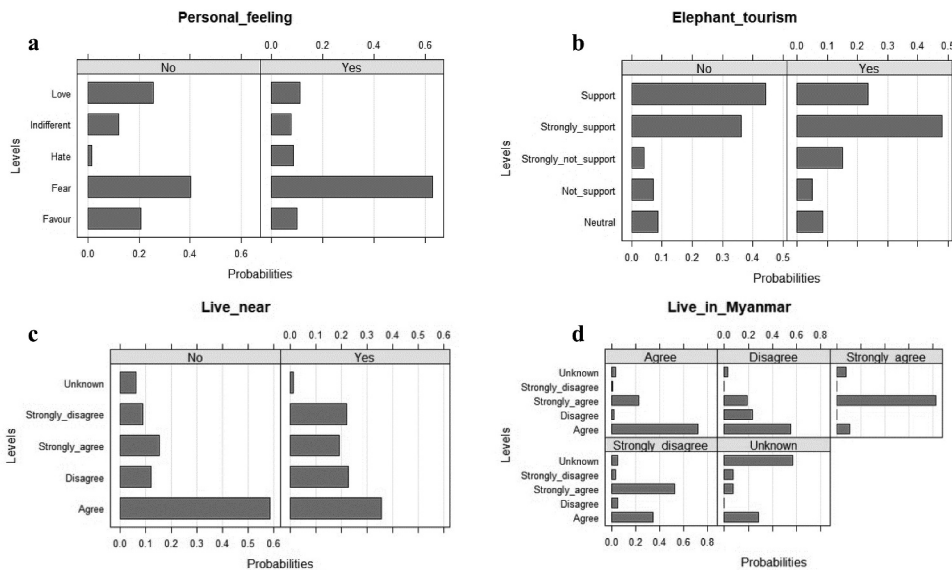 Personal_feeling
a
0.0 0.2 0.4 0.6
No Yes
Love
Indifferent
Hate
Fear
Favour
Levels
0.0 0.2 0.4 0.6
Probabilities
Elephant_tourism
b
0.0 0.1 0.2 0.3 0.4 0.5
No Yes
Support
Strongly_support
Strongly_not_support
Not_support
Neutral
Levels
0.0 0.1 0.2 0.3 0.4 0.5
Probabilities
Live_near
c
0.0 0.1 0.2 0.3 0.4 0.5 0.6
No Yes
Unknown
Strongly_disagree
Strongly_agree
Disagree
Agree
Levels
0.0 0.1 0.2 0.3 0.4 0.5 0.6
Probabilities
Live_in_Myanmar
d
0.0 0.2 0.4 0.6 0.8
Agree Disagree Strongly_agree
Unknown
Strongly_disagree
Strongly_agree
Disagree
Agree
Strongly_disagree Unknown
Unknown
Strongly_disagree
Strongly_agree
Disagree
Agree
Levels
0.0 0.2 0.4 0.6 0.8
Probabilities